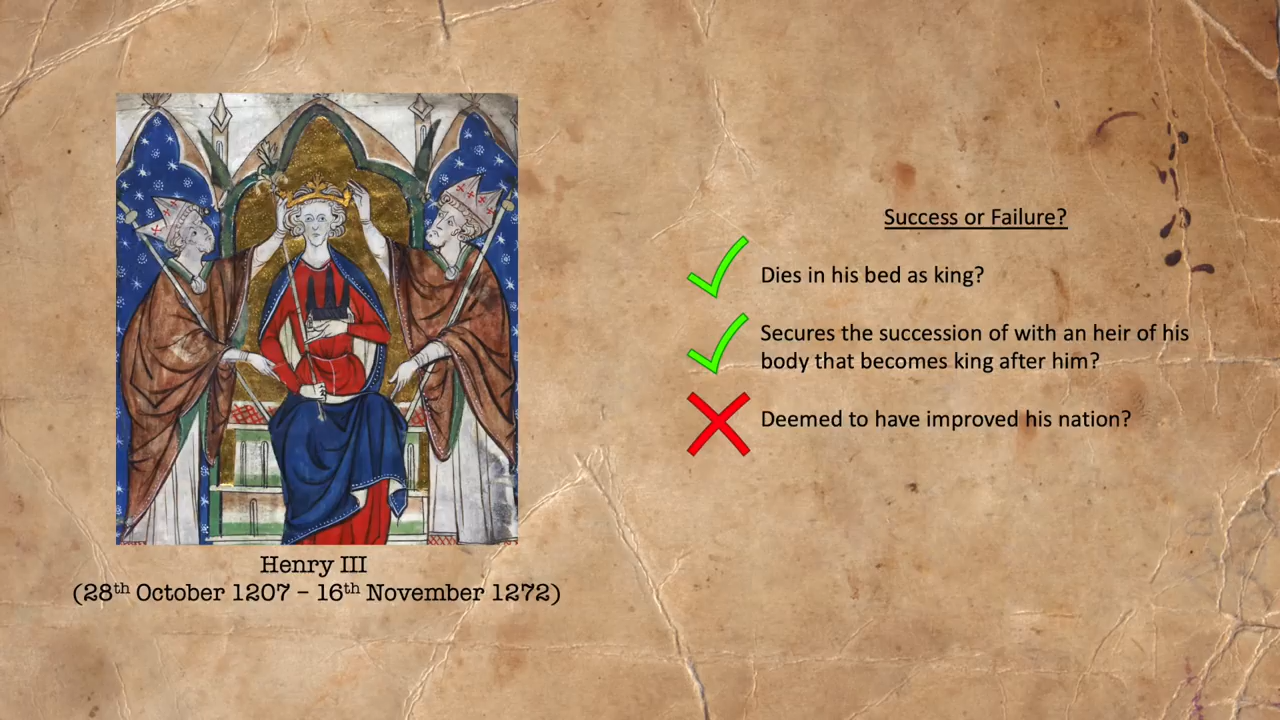 Success or Failure?
Dies in his bed as king?
Secures the succession of with an heir of his
body that becomes king after him?
Deemed to have improved his nation?
Henry III
(28th October 1207 – 16th November 1272)